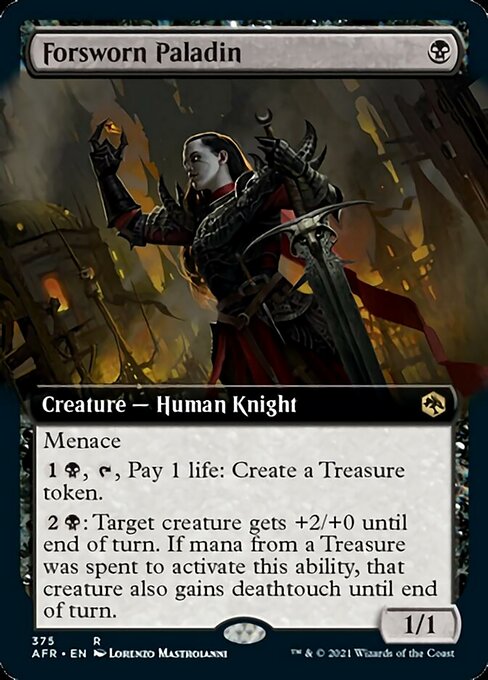 Forsworn Paladin
Creature — Human Knight
Menace
1 , , Pay 1 life: Create a Treasure
token.
2 : Target creature gets +2/+0 until
end of turn. If mana from a Treasure
was spent to activate this ability, that
creature also gains deathtouch until end
of turn.
1/1
375 R
AFR • EN Lorenzo Mastroianni
™ & © 2021 Wizards of the Coast